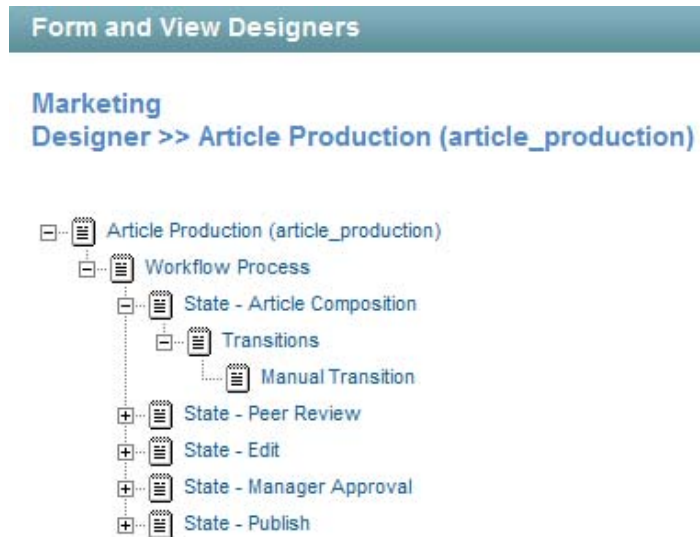 Form and View Designers
Marketing
Designer >> Article Production (article_production)
Article Production (article_production)
Workflow Process
State - Article Composition
Transitions
Manual Transition
State - Peer Review
State - Edit
State - Manager Approval
State - Publish